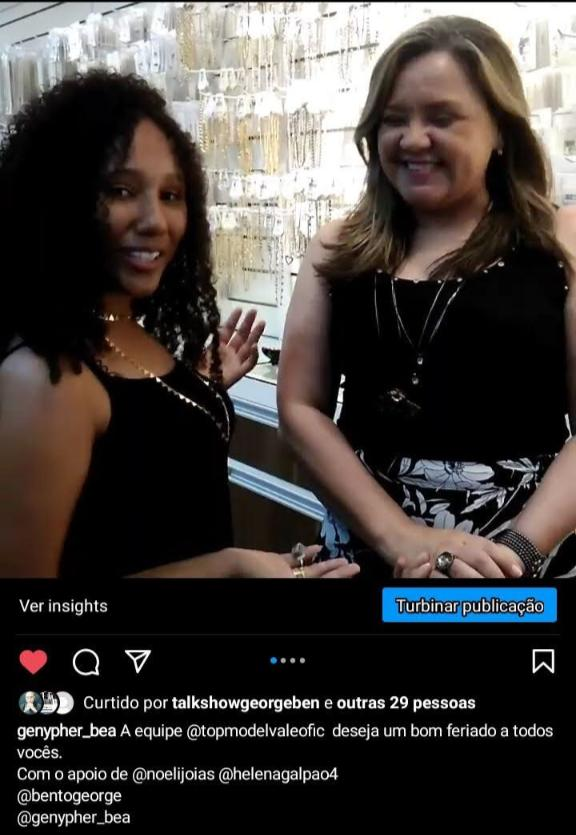 Ver insights
Turbinar publicação
Curtido por talkshowgeorgeben e outras 29 pessoas
genypher_bea A equipe @topmodelvaleofic deseja um bom feriado a todos
vocês.
Com o apoio de @noelijoias @helenagalpao4
@bentogeorge
@genypher_bea